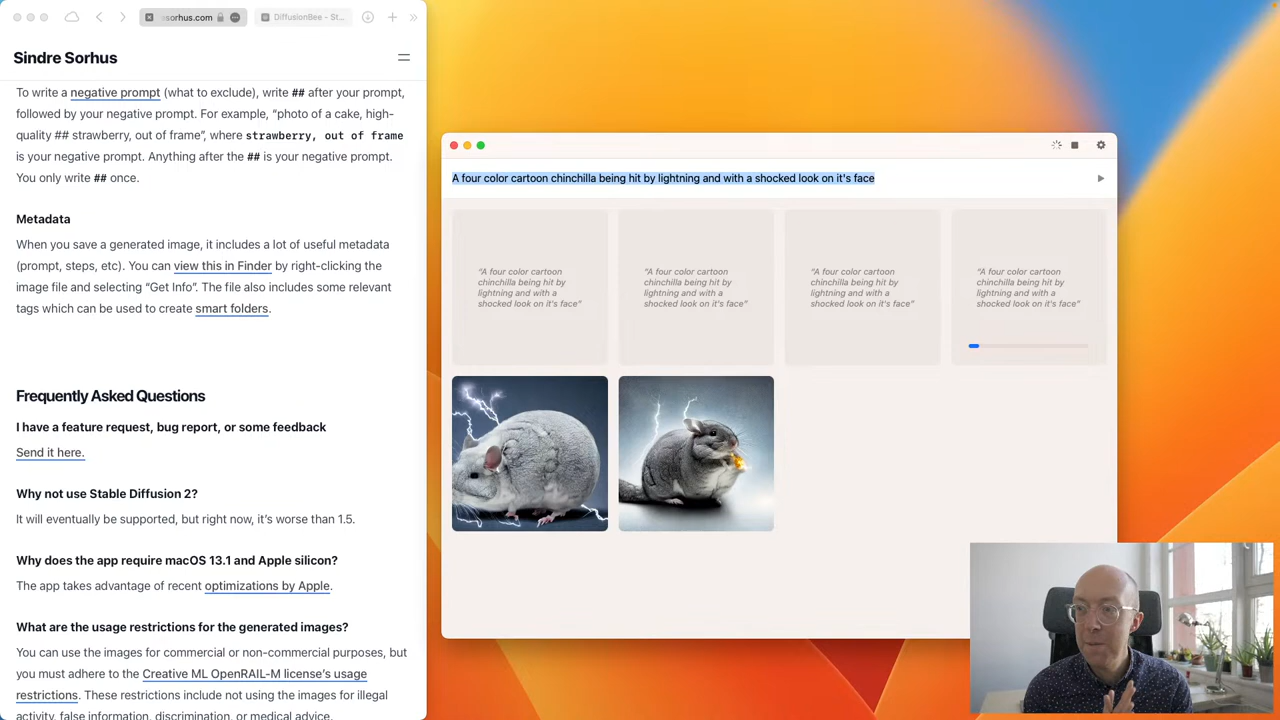 sorhus.com
DiffusionBee - St...
Sindre Sorhus
To write a negative prompt (what to exclude), write ## after your prompt,
followed by your negative prompt. For example, “photo of a cake, high-
quality ## strawberry, out of frame”, where strawberry, out of frame
is your negative prompt. Anything after the ## is your negative prompt.
You only write ## once.
Metadata
When you save a generated image, it includes a lot of useful metadata
(prompt, steps, etc). You can view this in Finder by right-clicking the
image file and selecting “Get Info”. The file also includes some relevant
tags which can be used to create smart folders.
Frequently Asked Questions
I have a feature request, bug report, or some feedback
Send it here.
Why not use Stable Diffusion 2?
It will eventually be supported, but right now, it’s worse than 1.5.
Why does the app require macOS 13.1 and Apple silicon?
The app takes advantage of recent optimizations by Apple.
What are the usage restrictions for the generated images?
You can use the images for commercial or non-commercial purposes, but
you must adhere to the Creative ML OpenRAIL-M license’s usage
restrictions. These restrictions include not using the images for illegal
activity, false information, discrimination, or medical advice.
A four color cartoon chinchilla being hit by lightning and with a shocked look on it's face
“A four color cartoon
chinchilla being hit by
lightning and with a
shocked look on it's face”
“A four color cartoon
chinchilla being hit by
lightning and with a
shocked look on it's face”
“A four color cartoon
chinchilla being hit by
lightning and with a
shocked look on it's face”
“A four color cartoon
chinchilla being hit by
lightning and with a
shocked look on it's face”